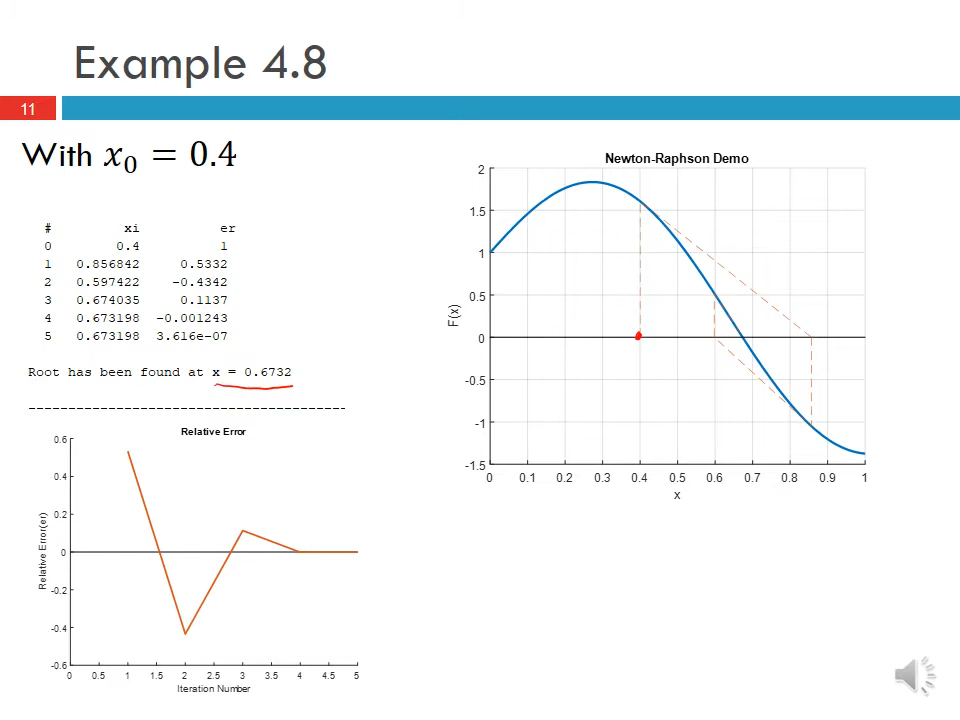 Example 4.8
11
With x₀ = 0.4
# xi er
0 0.4 1
1 0.856842 0.5332
2 0.597422 -0.4342
3 0.674035 0.1137
4 0.673198 -0.001243
5 0.673198 3.616e-07
Root has been found at x = 0.6732
----------------------------------------
Relative Error
0.6
0.4
0.2
0
-0.2
-0.4
-0.6
Relative Error(er)
0 0.5 1 1.5 2 2.5 3 3.5 4 4.5 5
Iteration Number
Newton-Raphson Demo
2
1.5
1
0.5
0
-0.5
-1
-1.5
F(x)
0 0.1 0.2 0.3 0.4 0.5 0.6 0.7 0.8 0.9 1
x